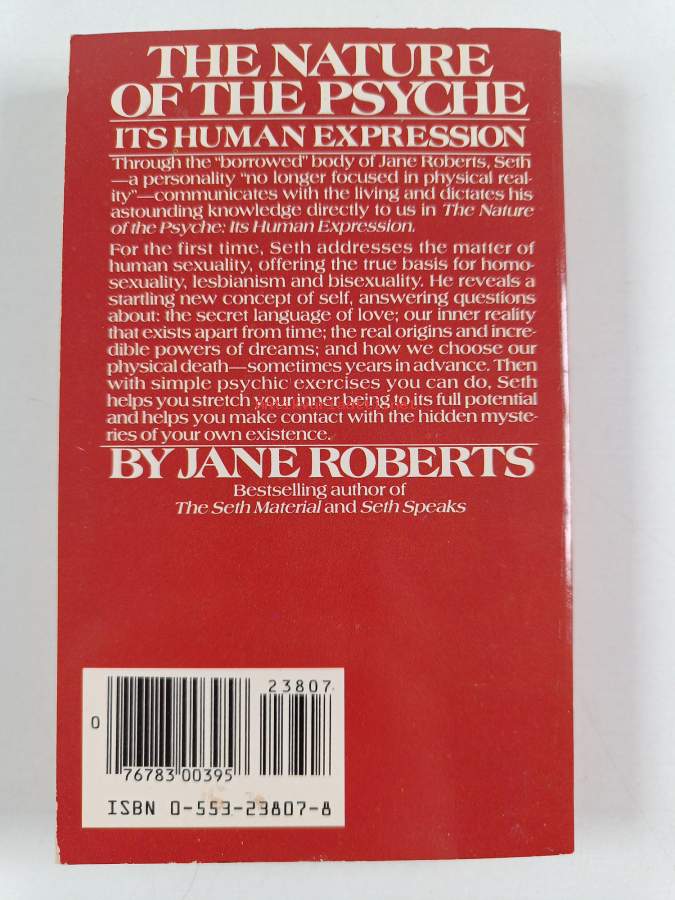 THE NATURE
OF THE PSYCHE
ITS HUMAN EXPRESSION
Through the "borrowed" body of Jane Roberts, Seth
—a personality "no longer focused in physical real-
ity"—communicates with the living and dictates his
astounding knowledge directly to us in The Nature
of the Psyche: Its Human Expression.
For the first time, Seth addresses the matter of
human sexuality, offering the true basis for homo-
sexuality, lesbianism and bisexuality. He reveals a
startling new concept of self, answering questions
about: the secret language of love; our inner reality
that exists apart from time; the real origins and incre-
dible powers of dreams; and how we choose our
physical death—sometimes years in advance. Then
with simple psychic exercises you can do, Seth
helps you stretch your inner being to its full potential
and helps you make contact with the hidden myste-
ries of your own existence.
BY JANE ROBERTS
Bestselling author of
The Seth Material and Seth Speaks
23807
0
76783 00395
ISBN 0-553-23807-8